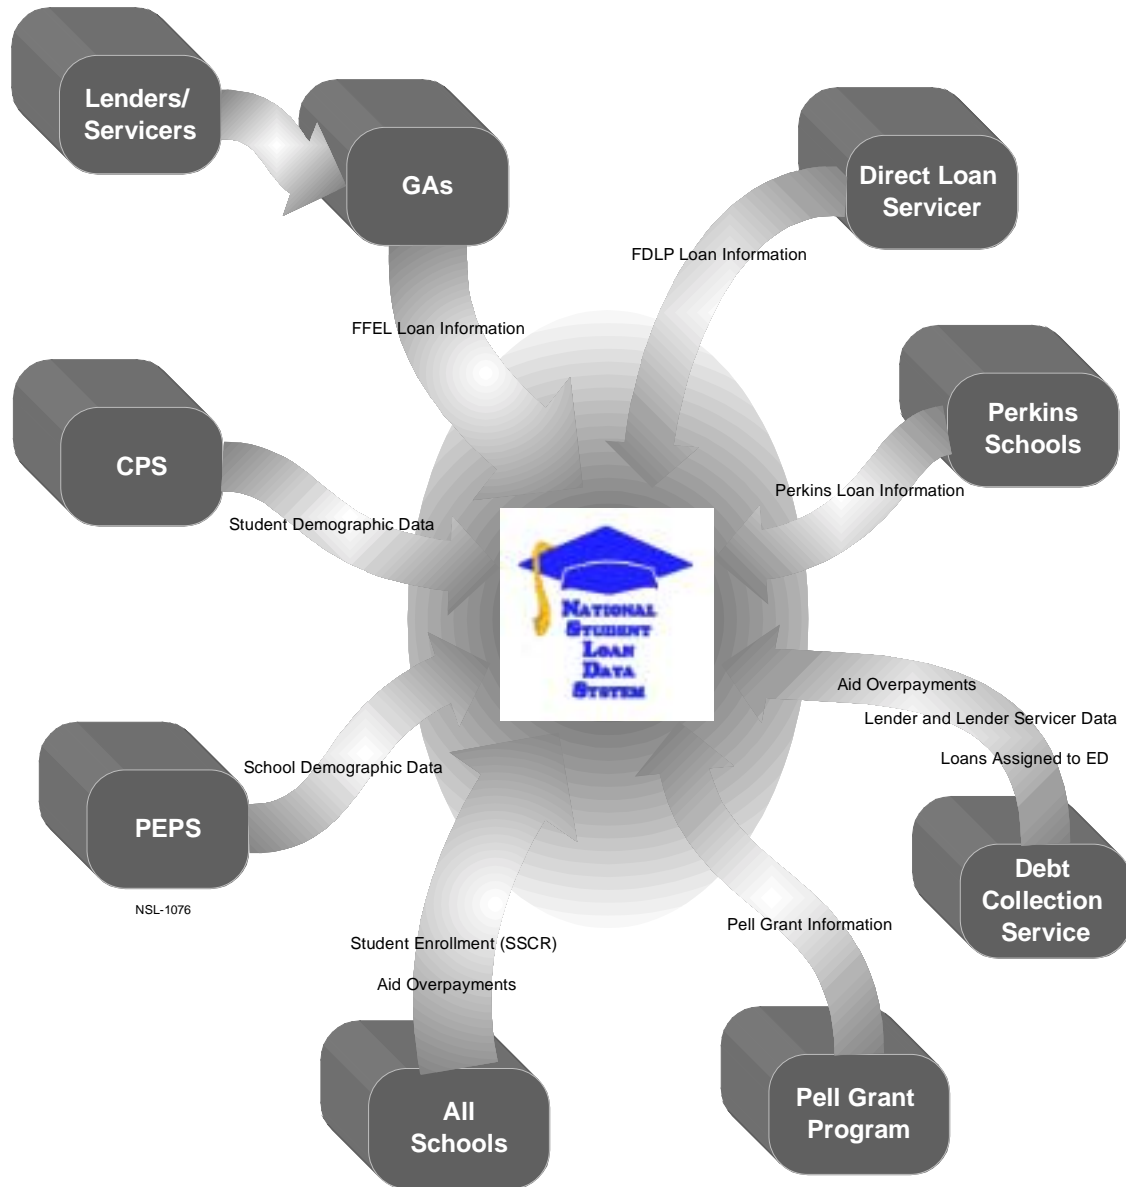 Lenders/
Servicers
GAs
Direct Loan
Servicer
FDLP Loan Information
FFEL Loan Information
CPS
Perkins
Schools
Student Demographic Data
Perkins Loan Information
NATIONAL
STUDENT
LOAN
DATA
SYSTEM
Aid Overpayments
Lender and Lender Servicer Data
Loans Assigned to ED
School Demographic Data
PEPS
NSL-1076
Debt
Collection
Service
Student Enrollment (SSCR)
Aid Overpayments
Pell Grant Information
All
Schools
Pell Grant
Program